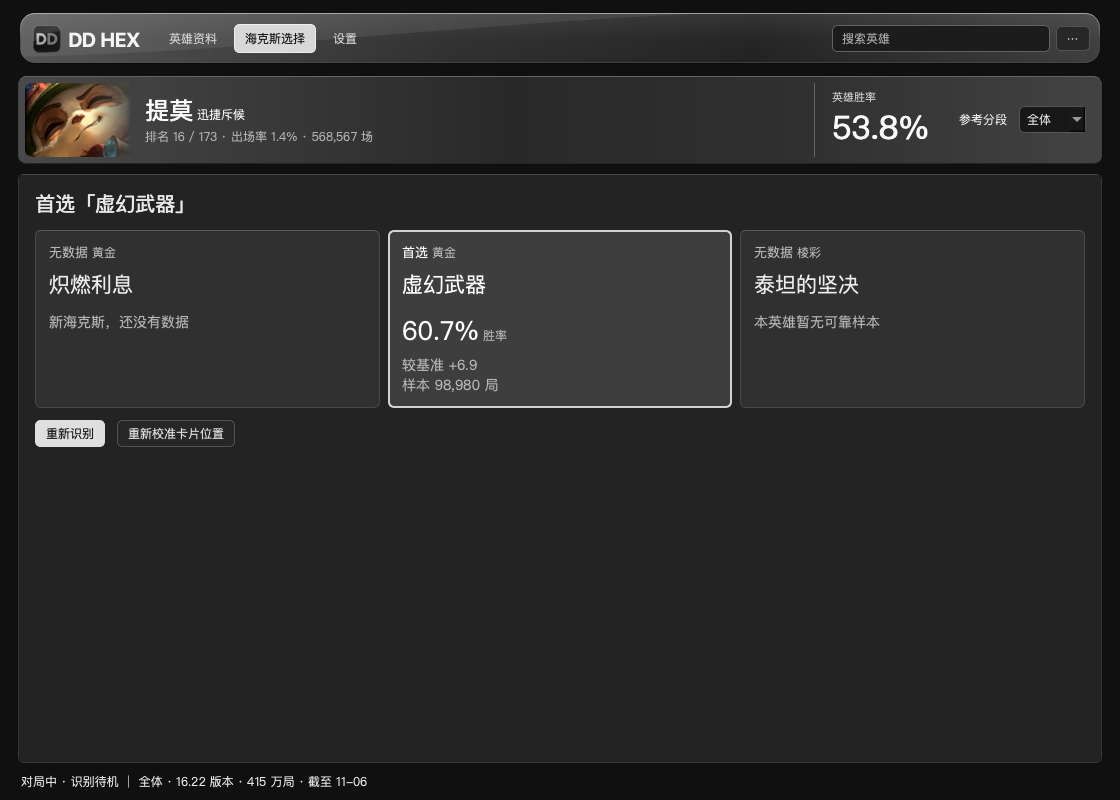 DD DD HEX 英雄资料 海克斯选择 设置 搜索英雄 ···
提莫 迅捷斥候
排名 16 / 173 · 出场率 1.4% · 568,567 场
英雄胜率
53.8%
参考分段 全体
首选「虚幻武器」
无数据 黄金
炽燃利息
新海克斯，还没有数据
首选 黄金
虚幻武器
60.7% 胜率
较基准 +6.9
样本 98,980 局
无数据 棱彩
泰坦的坚决
本英雄暂无可靠样本
重新识别 重新校准卡片位置
对局中 · 识别待机 | 全体 · 16.22 版本 · 415 万局 · 截至 11-06